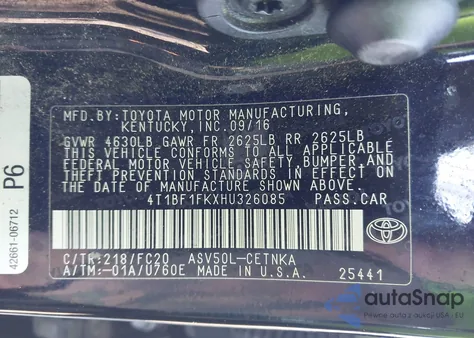 MFD.BY:TOYOTA MOTOR MANUFACTURING,
KENTUCKY,INC.09/16
GVWR 4630LB GAWR FR 2625LB RR 2625LB
THIS VEHICLE CONFORMS TO ALL APPLICABLE
FEDERAL MOTOR VEHICLE SAFETY,BUMPER,AND
THEFT PREVENTION STANDARDS IN EFFECT ON
THE DATE OF MANUFACTURE SHOWN ABOVE.
4T1BF1FKXHU326085 PASS.CAR
C/TR:218/FC20 ASV50L-CETNKA
A/TM:-01A/U760E MADE IN U.S.A. 25441
P6
42661-06712
autoSnap